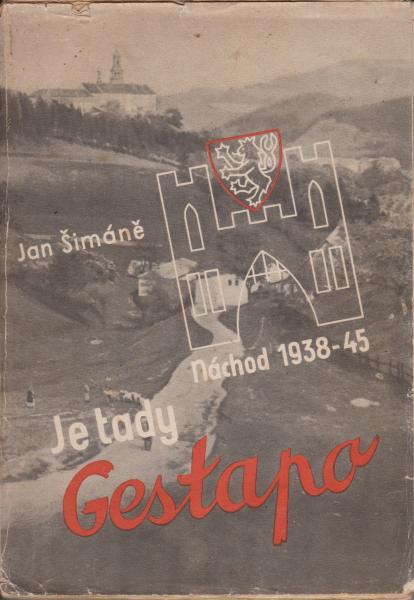 Jan Šimáně
Náchod 1938-45
Je tady
Gestapo